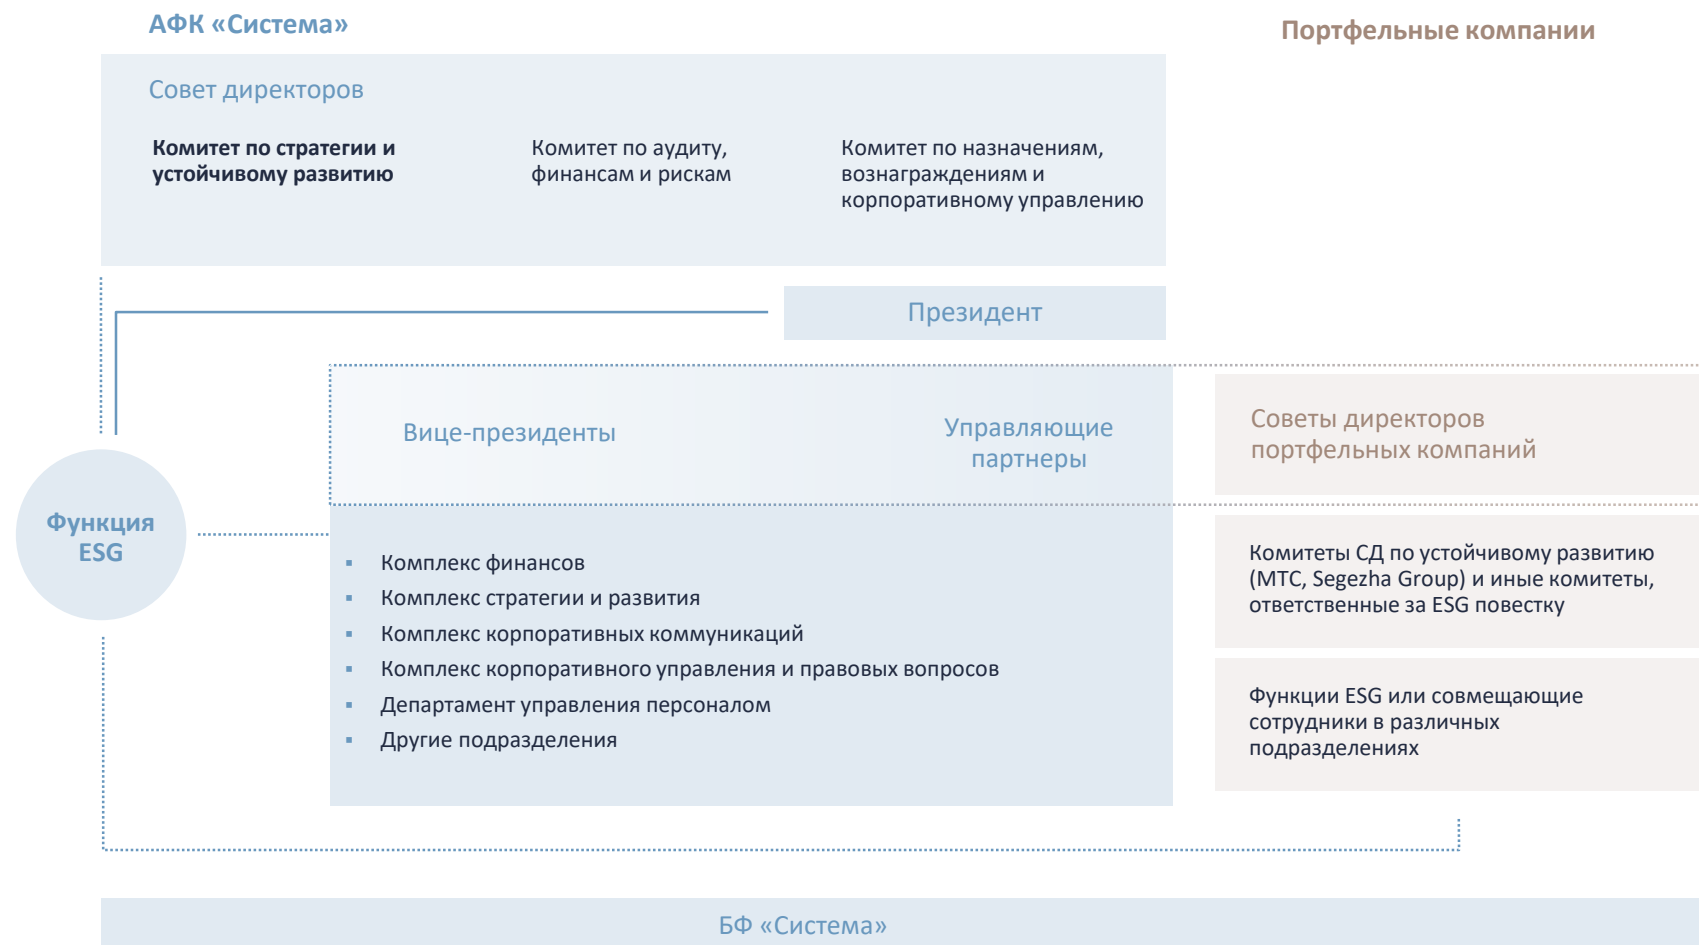 АФК «Система»
Портфельные компании
Совет директоров
Комитет по стратегии и
устойчивому развитию
Комитет по аудиту,
финансам и рискам
Комитет по назначениям,
вознаграждениям и
корпоративному управлению
Президент
Вице-президенты
Управляющие
партнеры
Советы директоров
портфельных компаний
Функция
ESG
▪ Комплекс финансов
▪ Комплекс стратегии и развития
▪ Комплекс корпоративных коммуникаций
▪ Комплекс корпоративного управления и правовых вопросов
▪ Департамент управления персоналом
▪ Другие подразделения
Комитеты СД по устойчивому развитию
(МТС, Segezha Group) и иные комитеты,
ответственные за ESG повестку
Функции ESG или совмещающие
сотрудники в различных
подразделениях
БФ «Система»